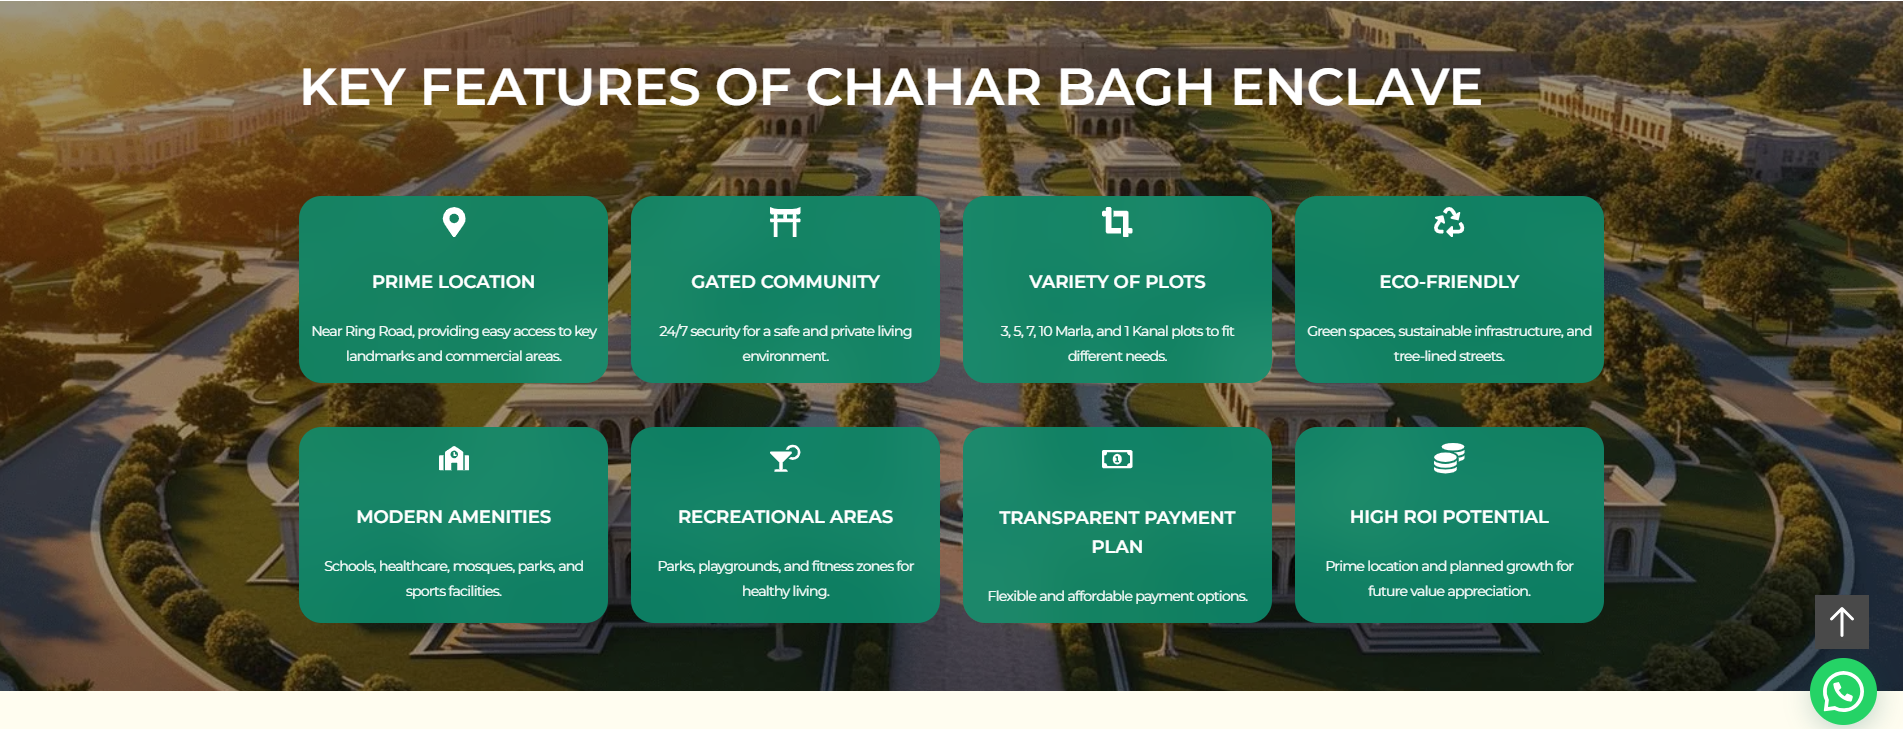 KEY FEATURES OF CHAHAR BAGH ENCLAVE
PRIME LOCATION
Near Ring Road, providing easy access to key
landmarks and commercial areas.
GATED COMMUNITY
24/7 security for a safe and private living
environment.
VARIETY OF PLOTS
3, 5, 7, 10 Marla, and 1 Kanal plots to fit
different needs.
ECO-FRIENDLY
Green spaces, sustainable infrastructure, and
tree-lined streets.
MODERN AMENITIES
Schools, healthcare, mosques, parks, and
sports facilities.
RECREATIONAL AREAS
Parks, playgrounds, and fitness zones for
healthy living.
TRANSPARENT PAYMENT
PLAN
Flexible and affordable payment options.
HIGH ROI POTENTIAL
Prime location and planned growth for
future value appreciation.